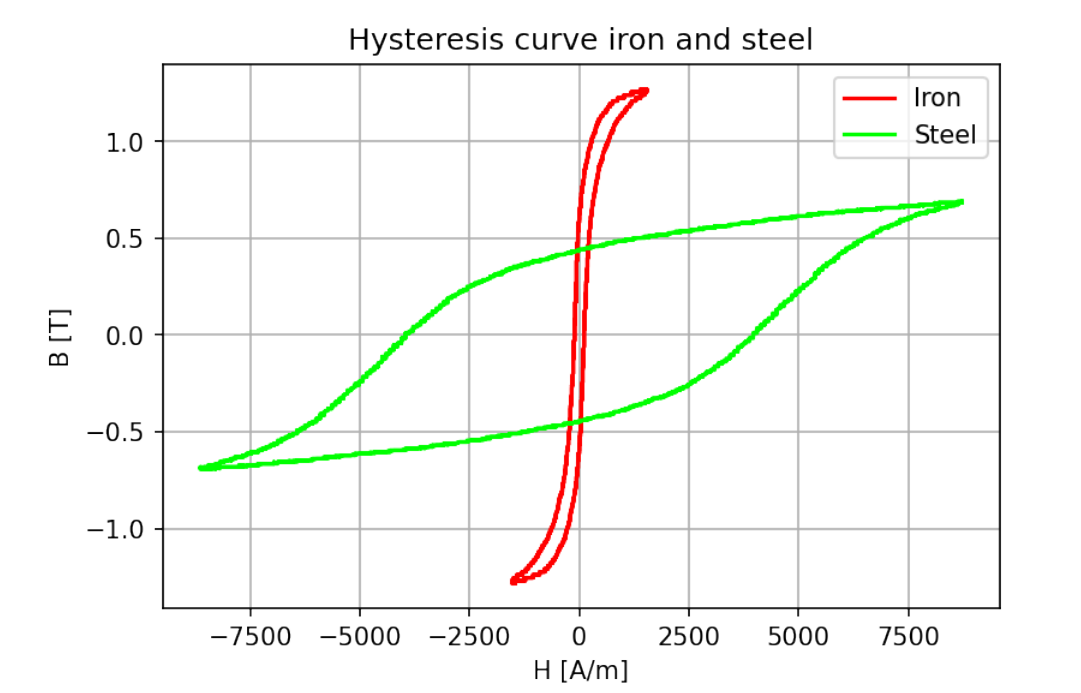 Hysteresis curve iron and steel
Iron
Steel
1.0
0.5
0.0
−0.5
−1.0
B [T]
−7500 −5000 −2500 0 2500 5000 7500
H [A/m]